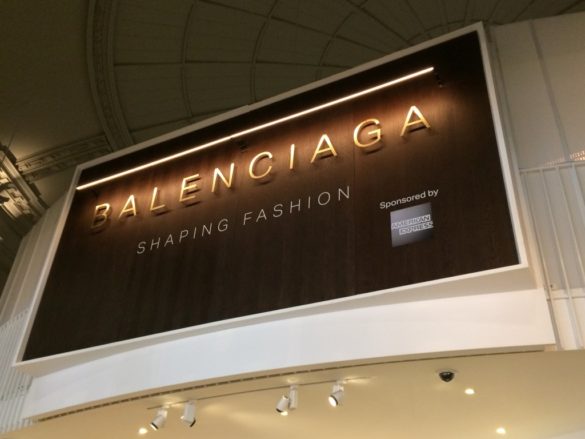 BALENCIAGA
SHAPING FASHION
Sponsored by
AMERICAN
EXPRESS